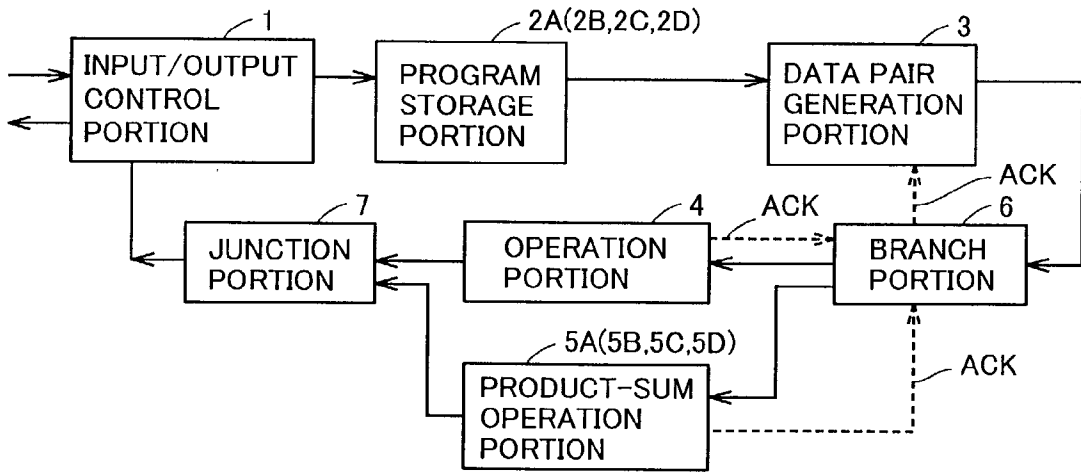 1
2A(2B,2C,2D)
3
INPUT/OUTPUT
CONTROL
PORTION
PROGRAM
STORAGE
PORTION
DATA PAIR
GENERATION
PORTION
ACK
7
4
ACK
6
JUNCTION
PORTION
OPERATION
PORTION
BRANCH
PORTION
5A(5B,5C,5D)
ACK
PRODUCT-SUM
OPERATION
PORTION